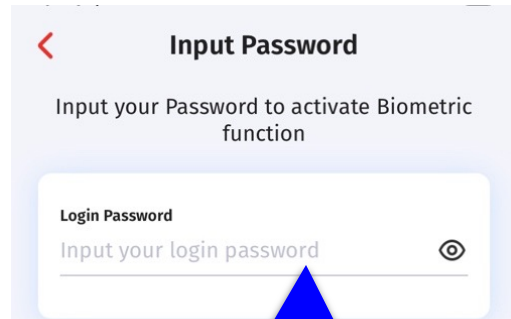 Input Password
Input your Password to activate Biometric
function
Login Password
Input your login password